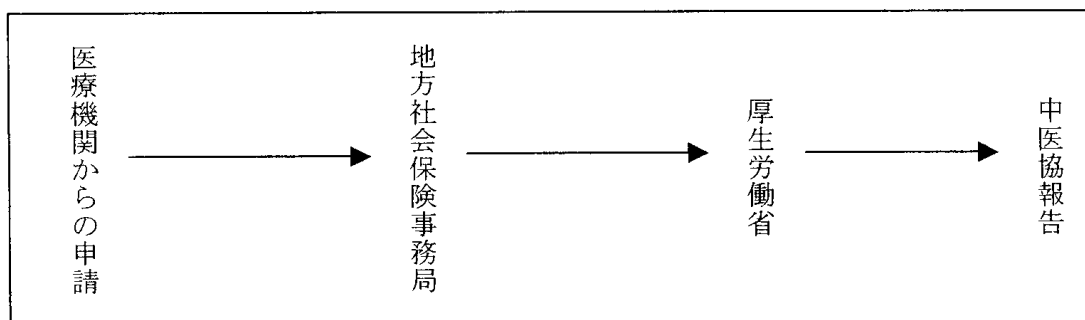 医療機関からの申請
地方社会保険事務局
厚生労働省
中医協報告